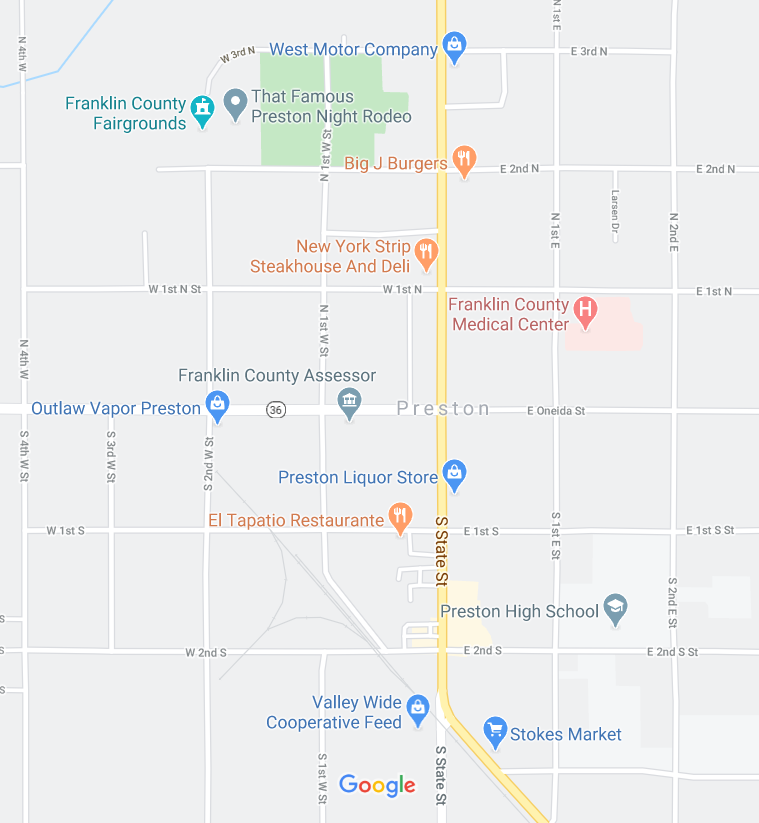 N 1st E
N 4th W
W 3rd N
West Motor Company
E 3rd N
Franklin County
Fairgrounds
That Famous
Preston Night Rodeo
N 1st W St
Big J Burgers
E 2nd N
E 2nd N
Larsen Dr
N 1st E
N 2nd E
New York Strip
Steakhouse And Deli
W 1st N St
W 1st N
E 1st N
Franklin County
Medical Center
H
N 1st W St
N 4th W
Franklin County Assessor
Outlaw Vapor Preston
36
Preston
E Oneida St
S 4th W St
S 3rd W St
S 2nd W St
Preston Liquor Store
El Tapatio Restaurante
W 1st S
E 1st S St
E 1st S St
S State St
S 1st E St
S 2nd E St
Preston High School
S
W 2nd S
E 2nd S
E 2nd S St
S
Valley Wide
Cooperative Feed
Stokes Market
S 1st W St
S State St
Google